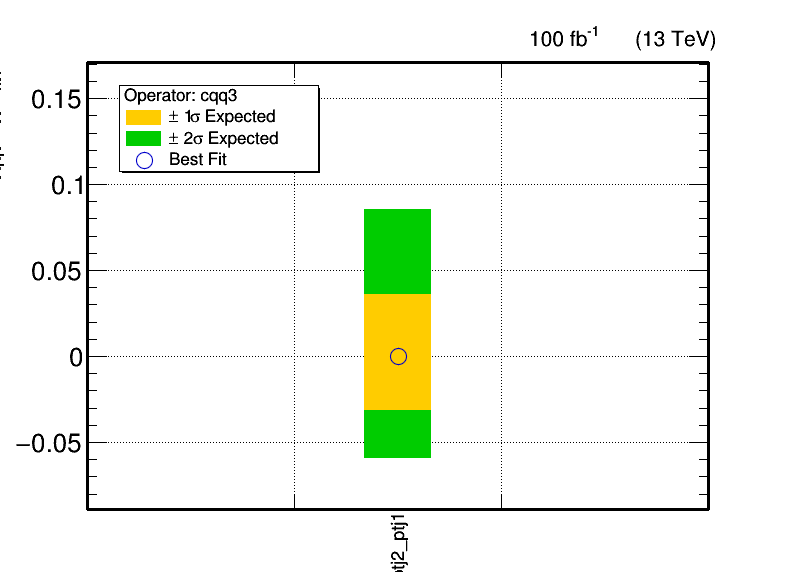 100 fb-1 (13 TeV)
0.15
Operator: cqq3
± 1σ Expected
± 2σ Expected
Best Fit
0.1
0.05
0
−0.05
ptj2_ptj1